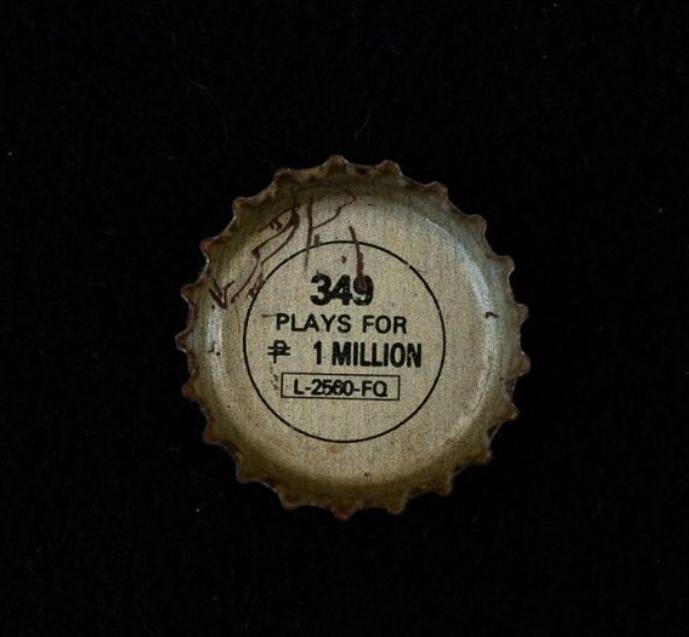 349
PLAYS FOR
₱ 1 MILLION
L-2560-FQ